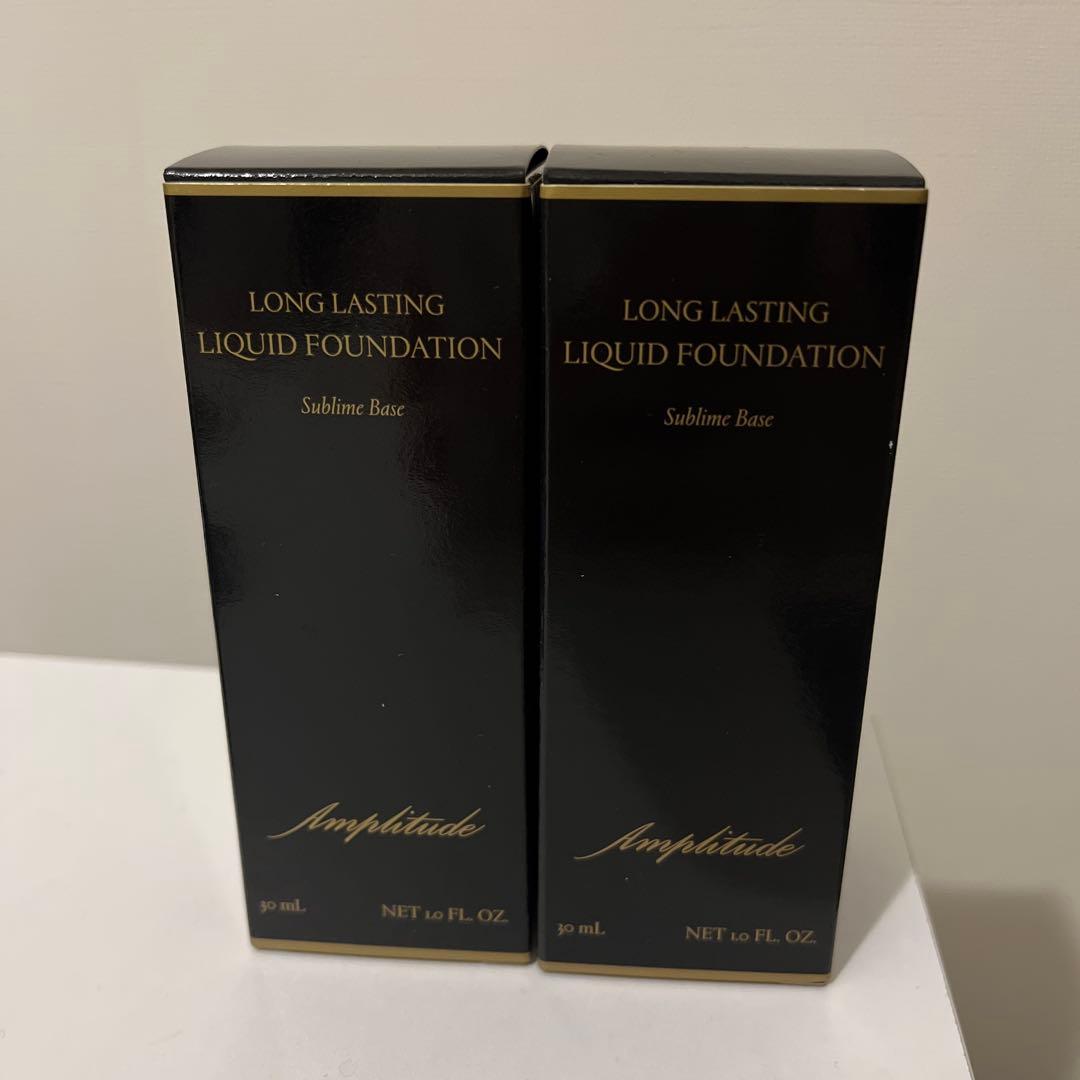 LONG LASTING
LIQUID FOUNDATION
Sublime Base
Amplitude
30 mL
NET 1.0 FL. OZ.
LONG LASTING
LIQUID FOUNDATION
Sublime Base
Amplitude
30 mL
NET 1.0 FL. OZ.